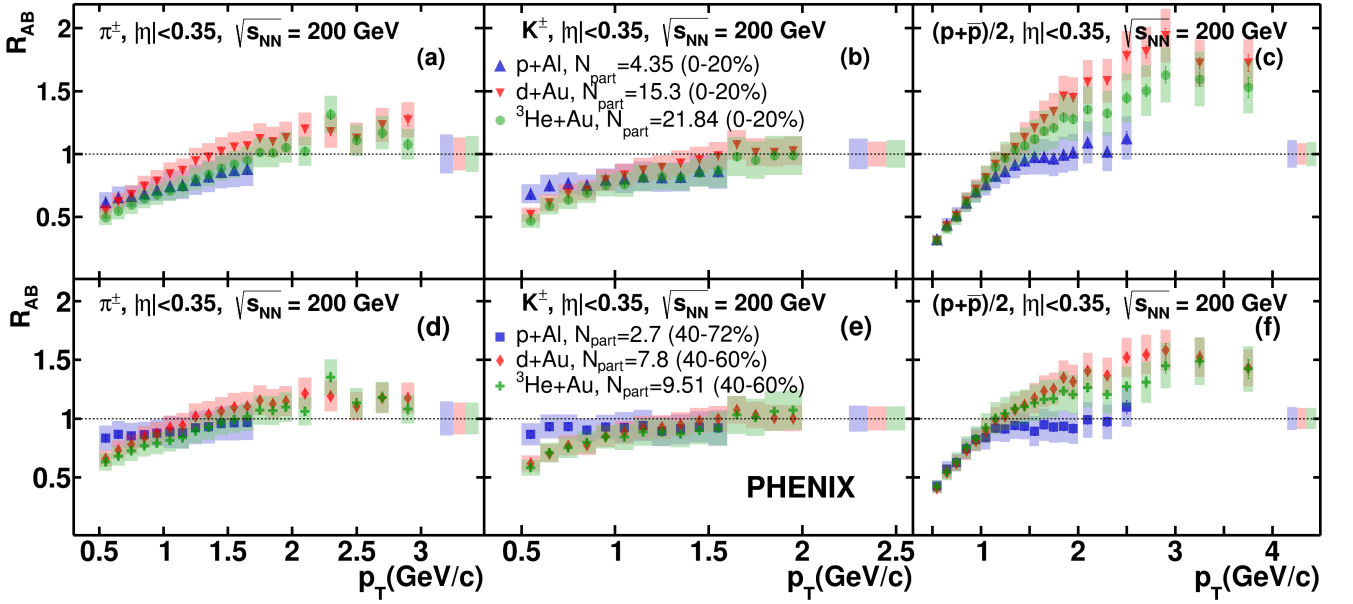 R_AB
2
1.5
1
0.5
π±, |η|<0.35, √s_NN = 200 GeV
(a)
K±, |η|<0.35, √s_NN = 200 GeV
(b)
p+Al, N_part=4.35 (0-20%)
d+Au, N_part=15.3 (0-20%)
³He+Au, N_part=21.84 (0-20%)
(p+p̅)/2, |η|<0.35, √s_NN = 200 GeV
(c)
R_AB
2
1.5
1
0.5
π±, |η|<0.35, √s_NN = 200 GeV
(d)
K±, |η|<0.35, √s_NN = 200 GeV
(e)
p+Al, N_part=2.7 (40-72%)
d+Au, N_part=7.8 (40-60%)
³He+Au, N_part=9.51 (40-60%)
PHENIX
(p+p̅)/2, |η|<0.35, √s_NN = 200 GeV
(f)
0.5 1 1.5 2 2.5 3
p_T(GeV/c)
0.5 1 1.5 2 2.5
p_T(GeV/c)
1 2 3 4
p_T(GeV/c)